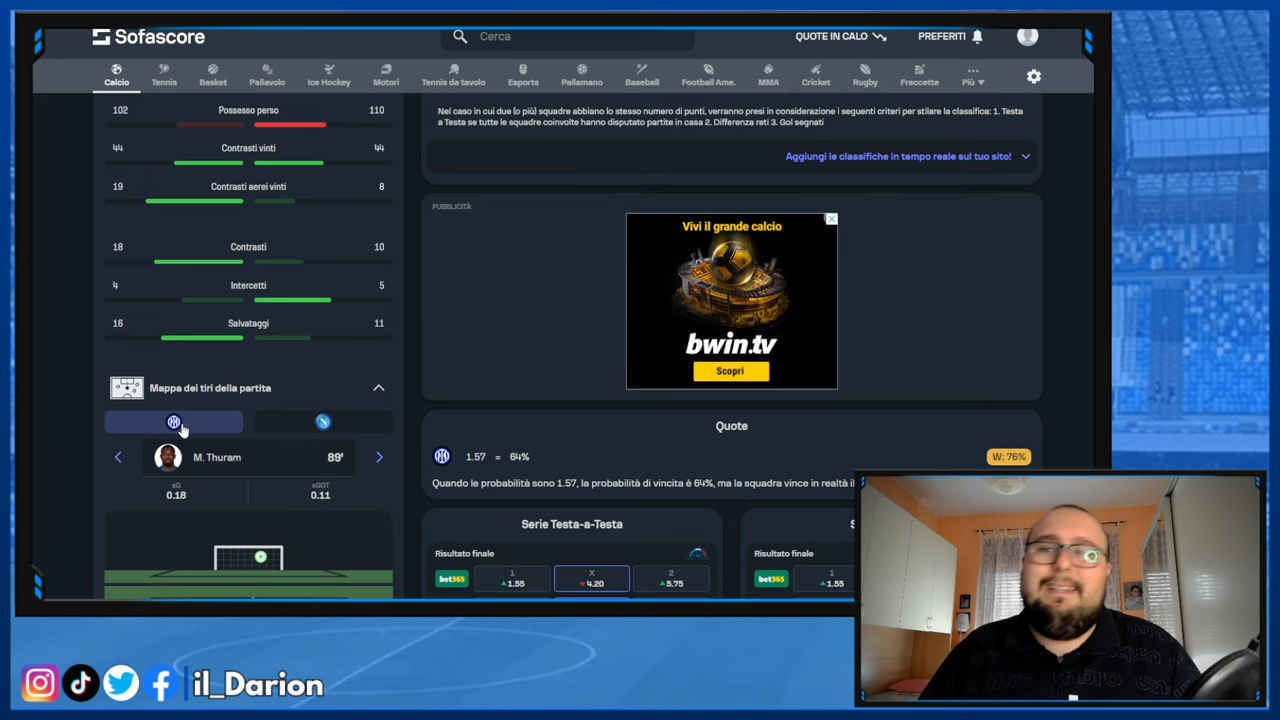 Sofascore
Cerca
QUOTE IN CALO
PREFERITI
Calcio
Tennis
Basket
Pallavolo
Ice Hockey
Motori
Tennis da tavolo
Esports
Pallamano
Baseball
Football Ame.
MMA
Cricket
Rugby
Freccette
Più
102 Possesso perso 110
44 Contrasti vinti 44
19 Contrasti aerei vinti 8
18 Contrasti 10
4 Intercetti 5
16 Salvataggi 11
Mappa dei tiri della partita
M. Thuram 89'
xG
0.18
xGOT
0.11
Nel caso in cui due (o più) squadre abbiano lo stesso numero di punti, verranno presi in considerazione i seguenti criteri per stilare la classifica: 1. Testa
a Testa se tutte le squadre coinvolte hanno disputato partite in casa 2. Differenza reti 3. Gol segnati
Aggiungi le classifiche in tempo reale sul tuo sito!
PUBBLICITÀ
Vivi il grande calcio
bwin.tv
Scopri
Quote
1.57 = 64%
W: 76%
Quando le probabilità sono 1.57, la probabilità di vincita è 64%, ma la squadra vince in realtà il
Serie Testa-a-Testa
Risultato finale
bet365
1
1.55
X
4.20
2
5.75
S
Risultato finale
bet365
1
1.55
umbro
il_Darion